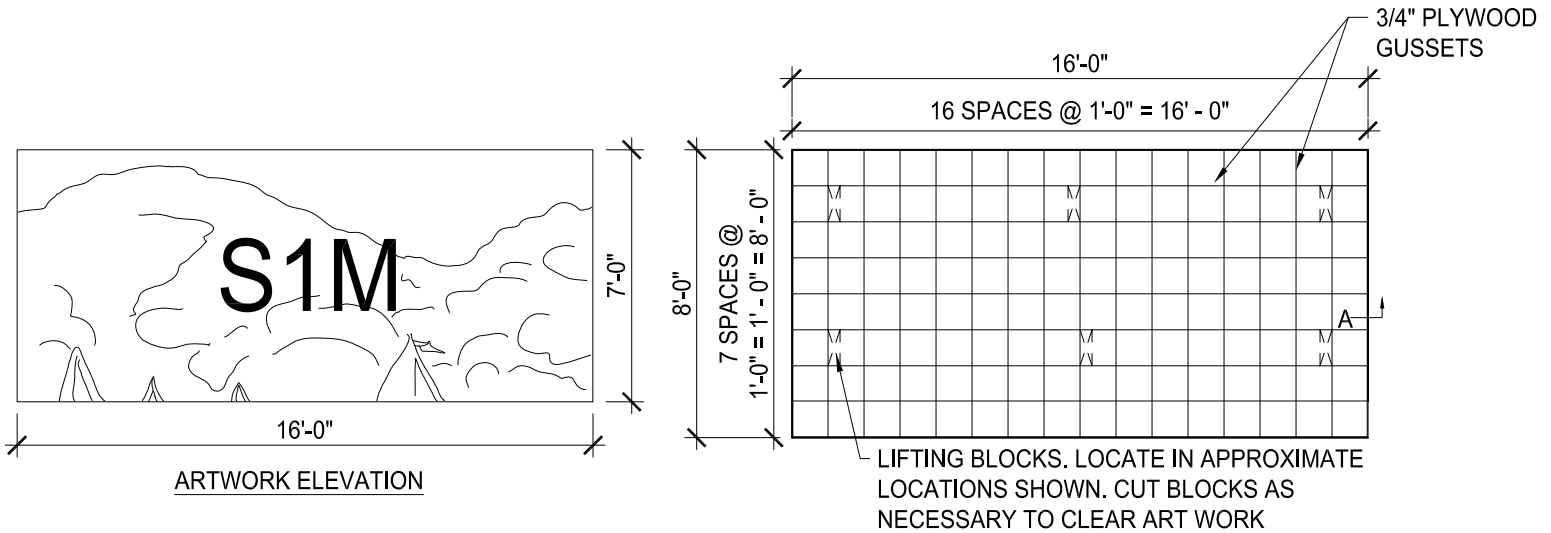 S1M
7'-0"
16'-0"
ARTWORK ELEVATION
3/4" PLYWOOD
GUSSETS
16'-0"
16 SPACES @ 1'-0" = 16' - 0"
8'-0"
7 SPACES @
1'-0" = 1' - 0" = 8' - 0"
A
LIFTING BLOCKS. LOCATE IN APPROXIMATE
LOCATIONS SHOWN. CUT BLOCKS AS
NECESSARY TO CLEAR ART WORK